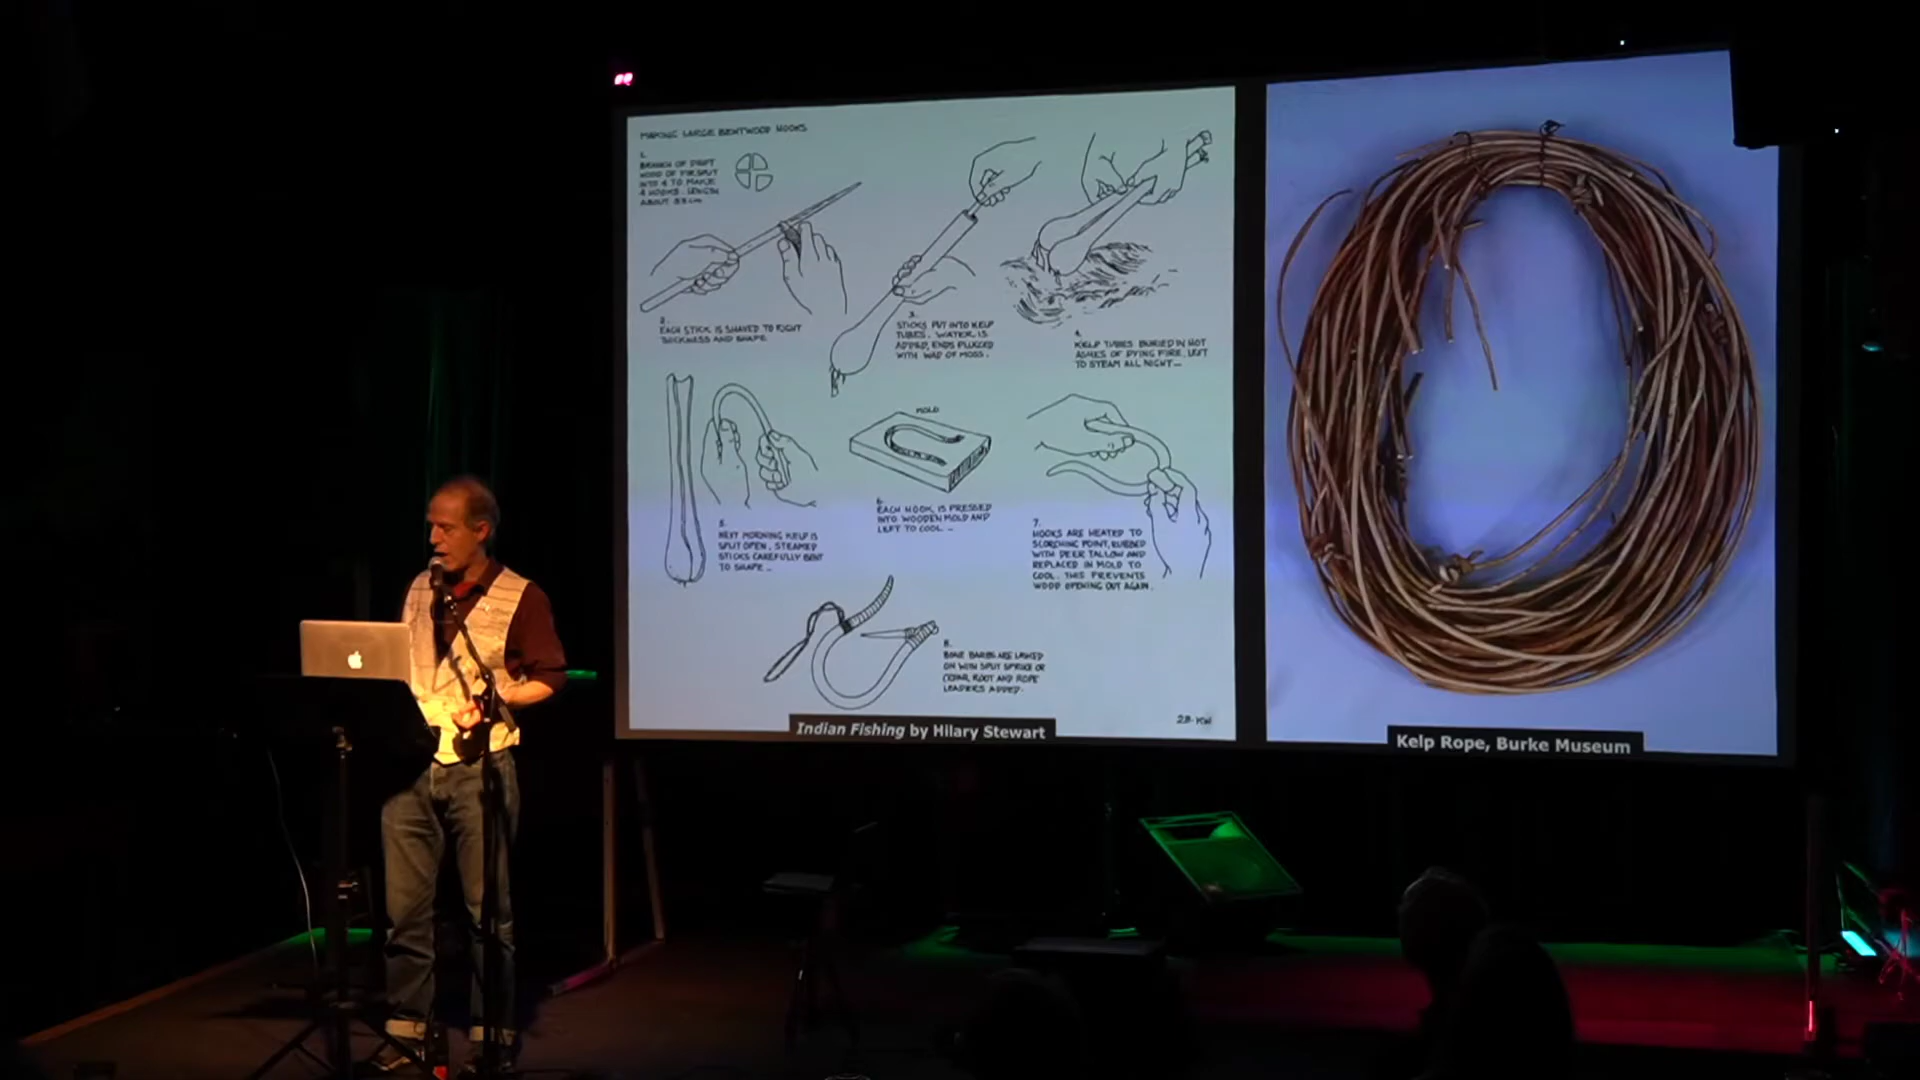 MAKING LARGE BENTWOOD HOOKS
1.
BRANCH OF DRIFT
WOOD OF FIR SPLIT
INTO 4 TO MAKE
4 HOOKS. LENGTH
ABOUT
2.
EACH STICK IS SHAVED TO RIGHT
THICKNESS AND SHAPE
3.
STICKS PUT INTO KELP
TUBES. WATER IS
ADDED, ENDS PLUGGED
WITH WAD OF MOSS.
4.
KELP TUBES BURIED IN HOT
ASHES OF DYING FIRE, LEFT
TO STEAM ALL NIGHT—
5.
NEXT MORNING KELP IS
SPLIT OPEN, STEAMED
STICKS CAREFULLY BENT
TO SHAPE —
MOLD
6.
EACH HOOK IS PRESSED
INTO WOODEN MOLD AND
LEFT TO COOL —
7.
HOOKS ARE HEATED TO
SCORCHING POINT, RUBBED
WITH DEER TALLOW AND
REPLACED IN MOLD TO
COOL. THIS PREVENTS
WOOD OPENING OUT AGAIN.
8.
BONE BARBS ARE LASHED
ON WITH SPLIT SPRUCE OR
CEDAR ROOT AND ROPE
LEADERS ADDED.
Indian Fishing by Hilary Stewart
Kelp Rope, Burke Museum